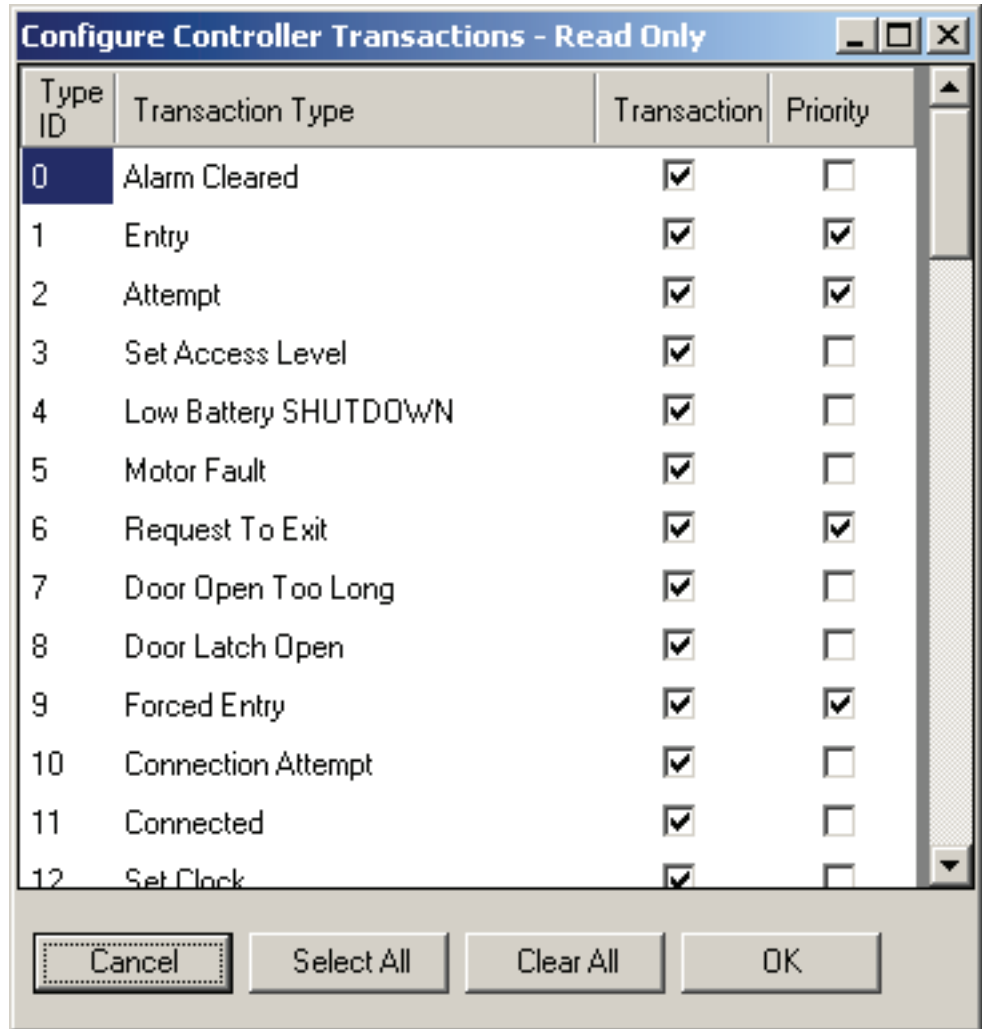 Configure Controller Transactions - Read Only
Type ID Transaction Type Transaction Priority
0 Alarm Cleared
1 Entry
2 Attempt
3 Set Access Level
4 Low Battery SHUTDOWN
5 Motor Fault
6 Request To Exit
7 Door Open Too Long
8 Door Latch Open
9 Forced Entry
10 Connection Attempt
11 Connected
12 Set Clock
Cancel Select All Clear All OK